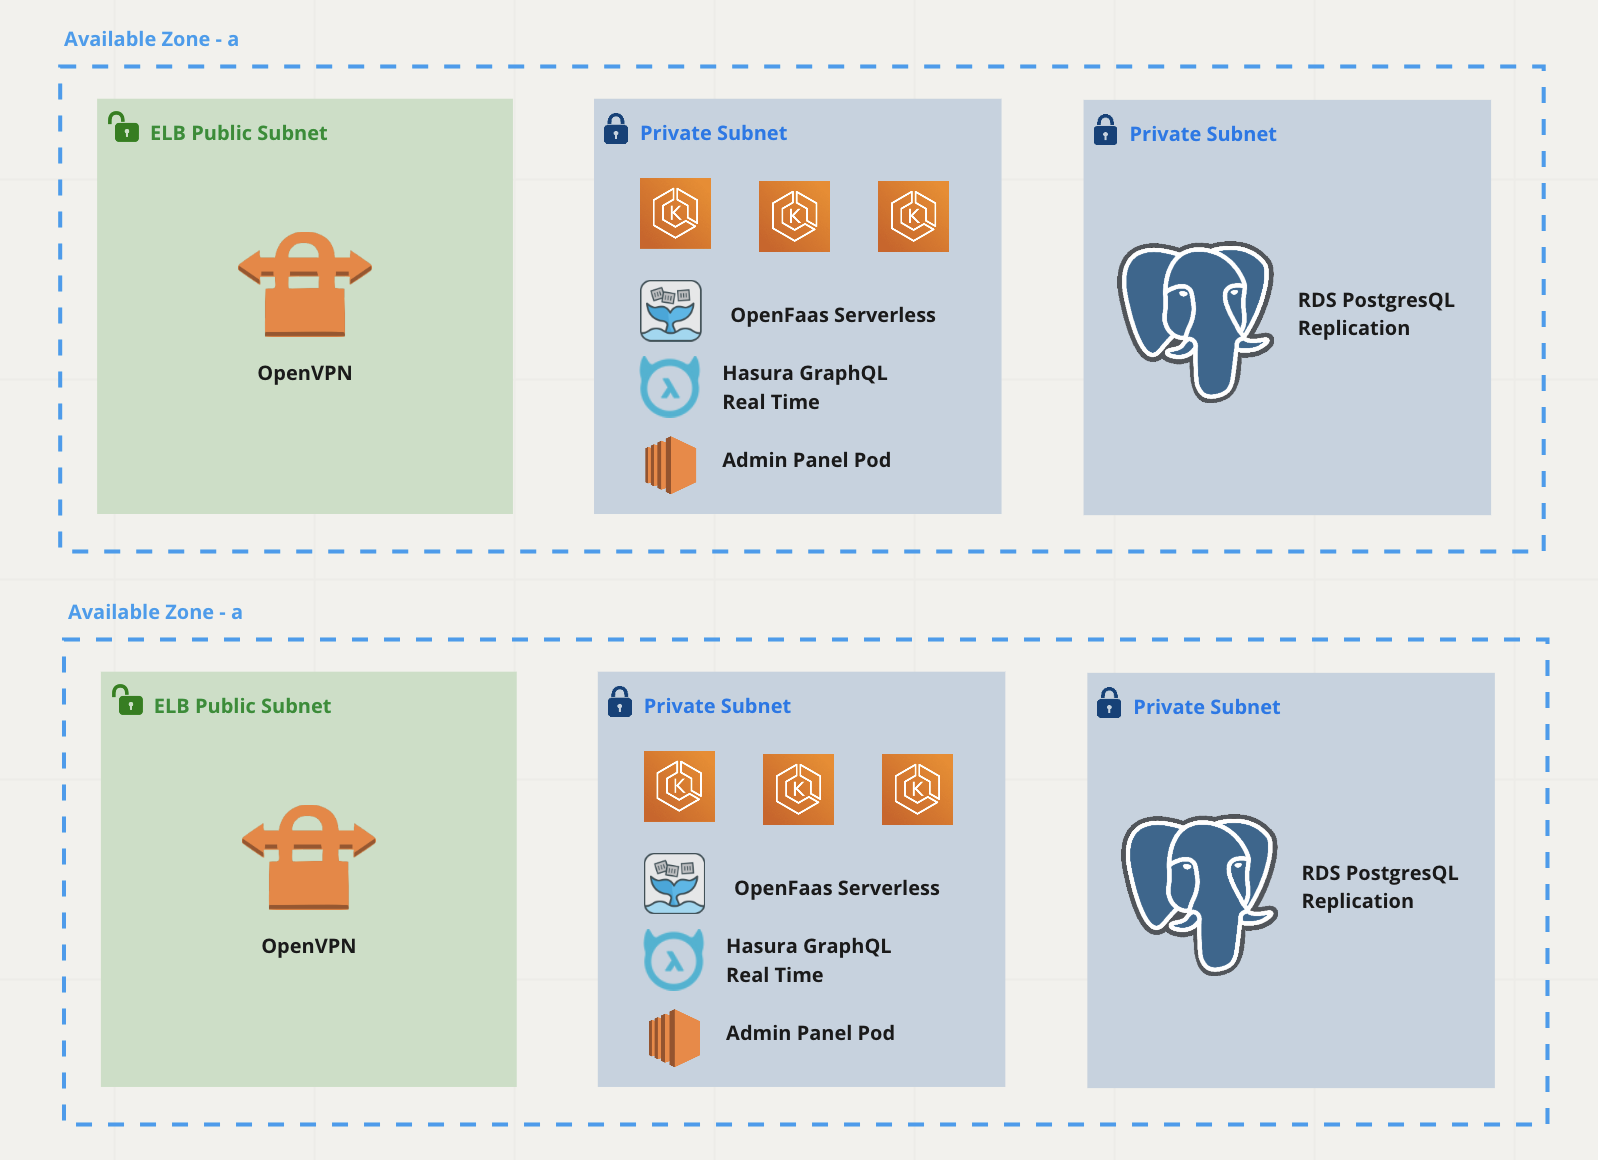 Available Zone - a
ELB Public Subnet
OpenVPN
Private Subnet
K
K
K
OpenFaas Serverless
Hasura GraphQL
Real Time
Admin Panel Pod
Private Subnet
RDS PostgresQL
Replication
Available Zone - a
ELB Public Subnet
OpenVPN
Private Subnet
K
K
K
OpenFaas Serverless
Hasura GraphQL
Real Time
Admin Panel Pod
Private Subnet
RDS PostgresQL
Replication